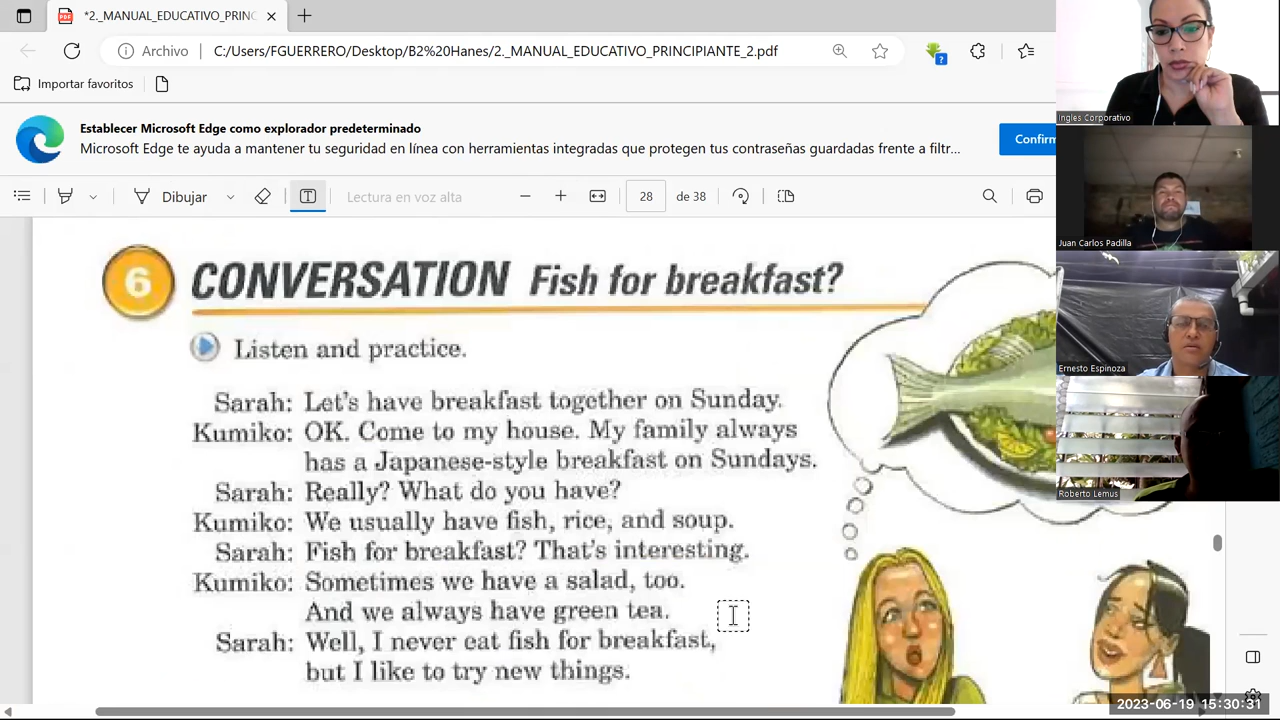 *2._MANUAL_EDUCATIVO_PRINC
Archivo
C:/Users/FGUERRERO/Desktop/B2%20Hanes/2._MANUAL_EDUCATIVO_PRINCIPIANTE_2.pdf
?
Importar favoritos
Establecer Microsoft Edge como explorador predeterminado
Microsoft Edge te ayuda a mantener tu seguridad en línea con herramientas integradas que protegen tus contraseñas guardadas frente a filtr...
Confirm
Dibujar
Lectura en voz alta
28 de 38
6 CONVERSATION Fish for breakfast?
Listen and practice.
Sarah: Let's have breakfast together on Sunday.
Kumiko: OK. Come to my house. My family always
has a Japanese-style breakfast on Sundays.
Sarah: Really? What do you have?
Kumiko: We usually have fish, rice, and soup.
Sarah: Fish for breakfast? That's interesting.
Kumiko: Sometimes we have a salad, too.
And we always have green tea.
Sarah: Well, I never eat fish for breakfast,
but I like to try new things.
Ingles Corporativo
Juan Carlos Padilla
Ernesto Espinoza
Roberto Lemus
2023-06-19 15:30:31